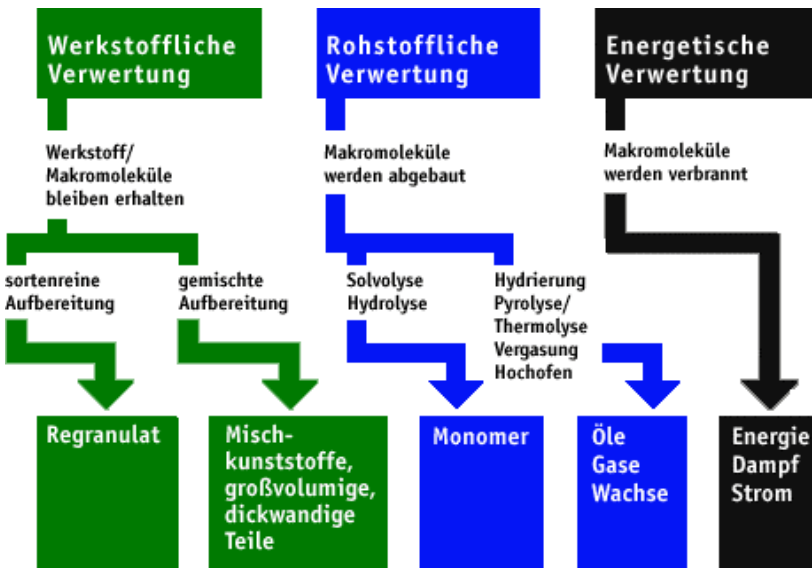 Werkstoffliche
Verwertung
Rohstoffliche
Verwertung
Energetische
Verwertung
Werkstoff/
Makromoleküle
bleiben erhalten
Makromoleküle
werden abgebaut
Makromoleküle
werden verbrannt
sortenreine
Aufbereitung
gemischte
Aufbereitung
Solvolyse
Hydrolyse
Hydrierung
Pyrolyse/
Thermolyse
Vergasung
Hochofen
Regranulat
Misch-
kunststoffe,
großvolumige,
dickwandige
Teile
Monomer
Öle
Gase
Wachse
Energie
Dampf
Strom